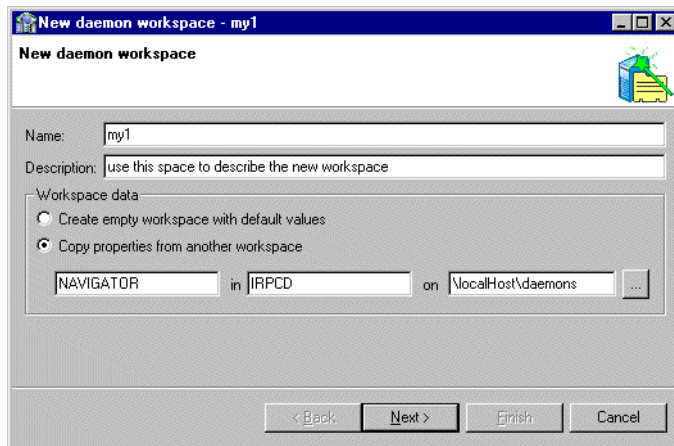 New daemon workspace - my1
New daemon workspace
Name: my1
Description: use this space to describe the new workspace
Workspace data
Create empty workspace with default values
Copy properties from another workspace
NAVIGATOR in IRPCD on \localHost\daemons ...
< Back Next > Finish Cancel